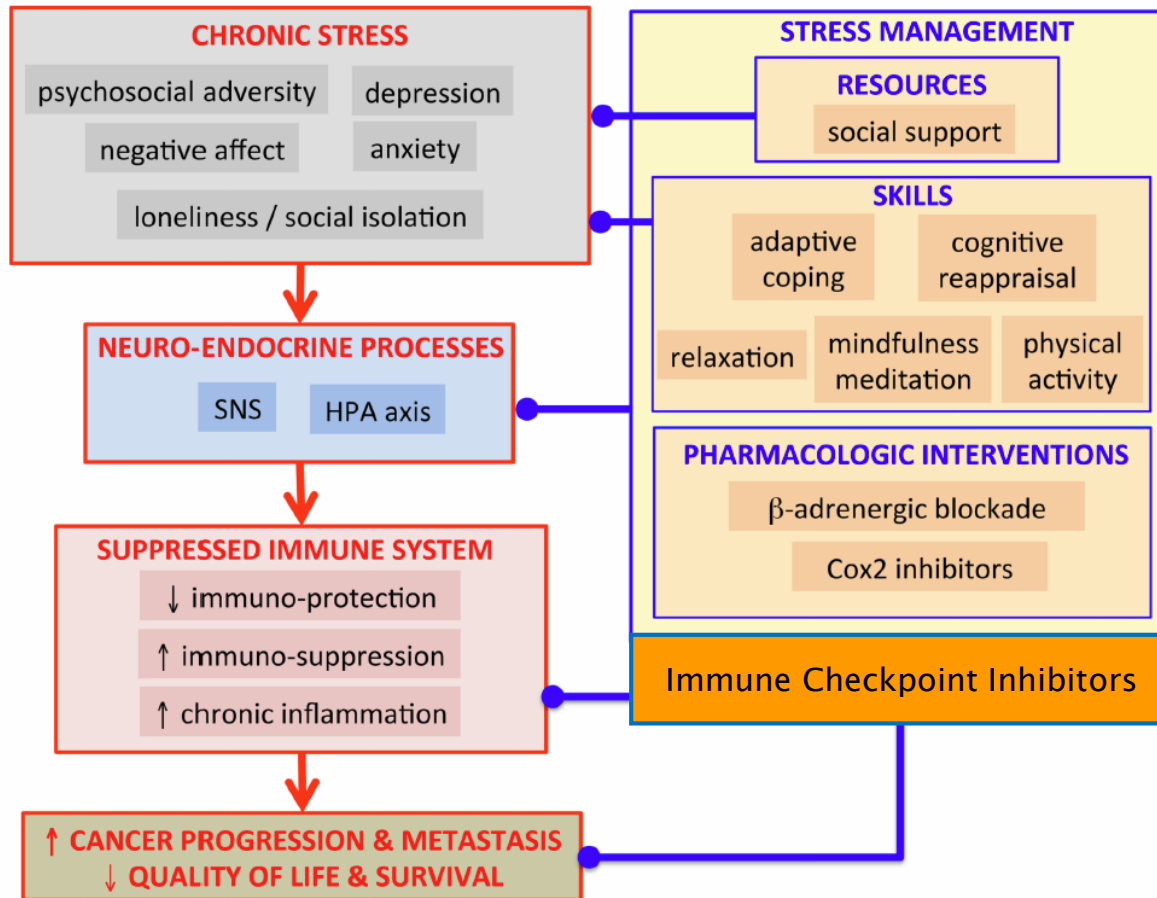 CHRONIC STRESS
psychosocial adversity
depression
negative affect
anxiety
loneliness / social isolation
NEURO-ENDOCRINE PROCESSES
SNS
HPA axis
SUPPRESSED IMMUNE SYSTEM
↓ immuno-protection
↑ immuno-suppression
↑ chronic inflammation
↑ CANCER PROGRESSION & METASTASIS
↓ QUALITY OF LIFE & SURVIVAL
STRESS MANAGEMENT
RESOURCES
social support
SKILLS
adaptive
coping
cognitive
reappraisal
relaxation
mindfulness
meditation
physical
activity
PHARMACOLOGIC INTERVENTIONS
β-adrenergic blockade
Cox2 inhibitors
Immune Checkpoint Inhibitors